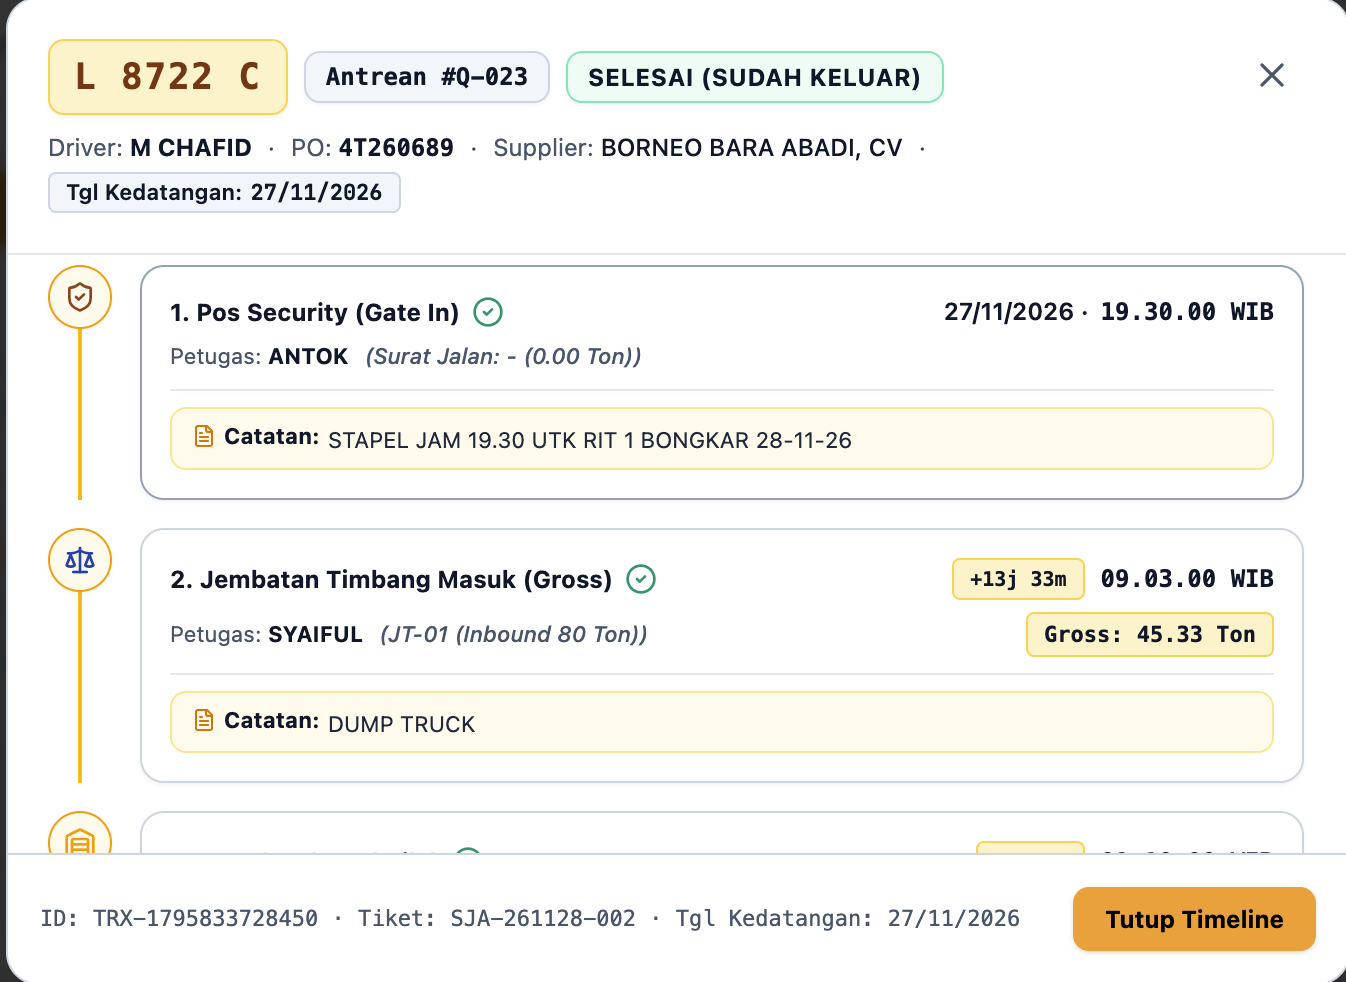 L 8722 C
Antrean #Q-023
SELESAI (SUDAH KELUAR)
Driver: M CHAFID · PO: 4T260689 · Supplier: BORNEO BARA ABADI, CV ·
Tgl Kedatangan: 27/11/2026
1. Pos Security (Gate In)
27/11/2026 · 19.30.00 WIB
Petugas: ANTOK (Surat Jalan: - (0.00 Ton))
Catatan: STAPEL JAM 19.30 UTK RIT 1 BONGKAR 28-11-26
2. Jembatan Timbang Masuk (Gross)
+13j 33m 09.03.00 WIB
Petugas: SYAIFUL (JT-01 (Inbound 80 Ton))
Gross: 45.33 Ton
Catatan: DUMP TRUCK
ID: TRX-1795833728450 · Tiket: SJA-261128-002 · Tgl Kedatangan: 27/11/2026
Tutup Timeline